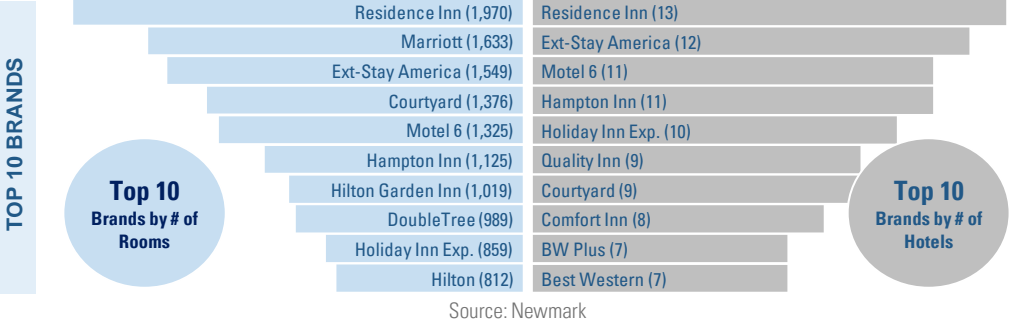 TOP 10 BRANDS
Residence Inn (1,970)
Marriott (1,633)
Ext-Stay America (1,549)
Courtyard (1,376)
Motel 6 (1,325)
Hampton Inn (1,125)
Hilton Garden Inn (1,019)
DoubleTree (989)
Holiday Inn Exp. (859)
Hilton (812)
Top 10
Brands by # of
Rooms
Residence Inn (13)
Ext-Stay America (12)
Motel 6 (11)
Hampton Inn (11)
Holiday Inn Exp. (10)
Quality Inn (9)
Courtyard (9)
Comfort Inn (8)
BW Plus (7)
Best Western (7)
Top 10
Brands by # of
Hotels
Source: Newmark